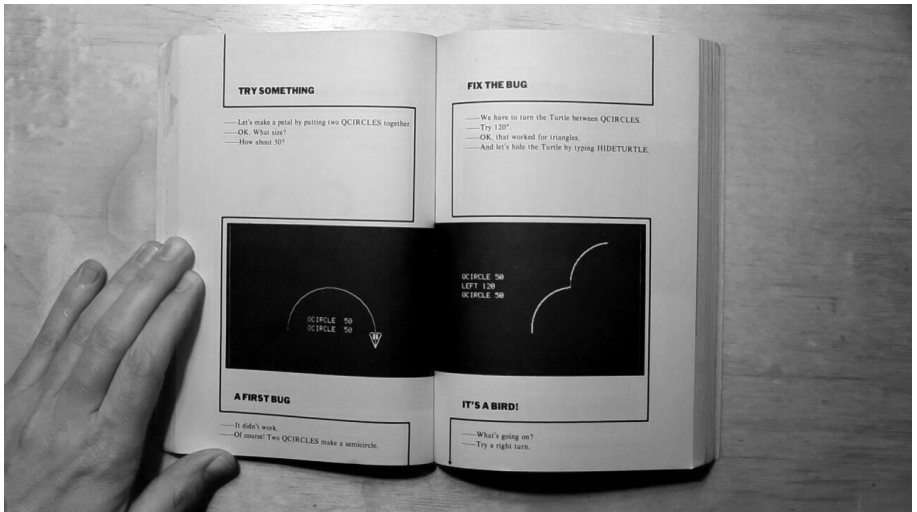 TRY SOMETHING
——Let's make a petal by putting two QCIRCLES together.
——OK. What size?
——How about 50?
QCIRCLE 50
QCIRCLE 50
A FIRST BUG
——It didn't work.
——Of course! Two QCIRCLES make a semicircle.
FIX THE BUG
——We have to turn the Turtle between QCIRCLES.
——Try 120°.
——OK, that worked for triangles.
——And let's hide the Turtle by typing HIDETURTLE.
QCIRCLE 50
LEFT 120
QCIRCLE 50
IT'S A BIRD!
——What's going on?
——Try a right turn.